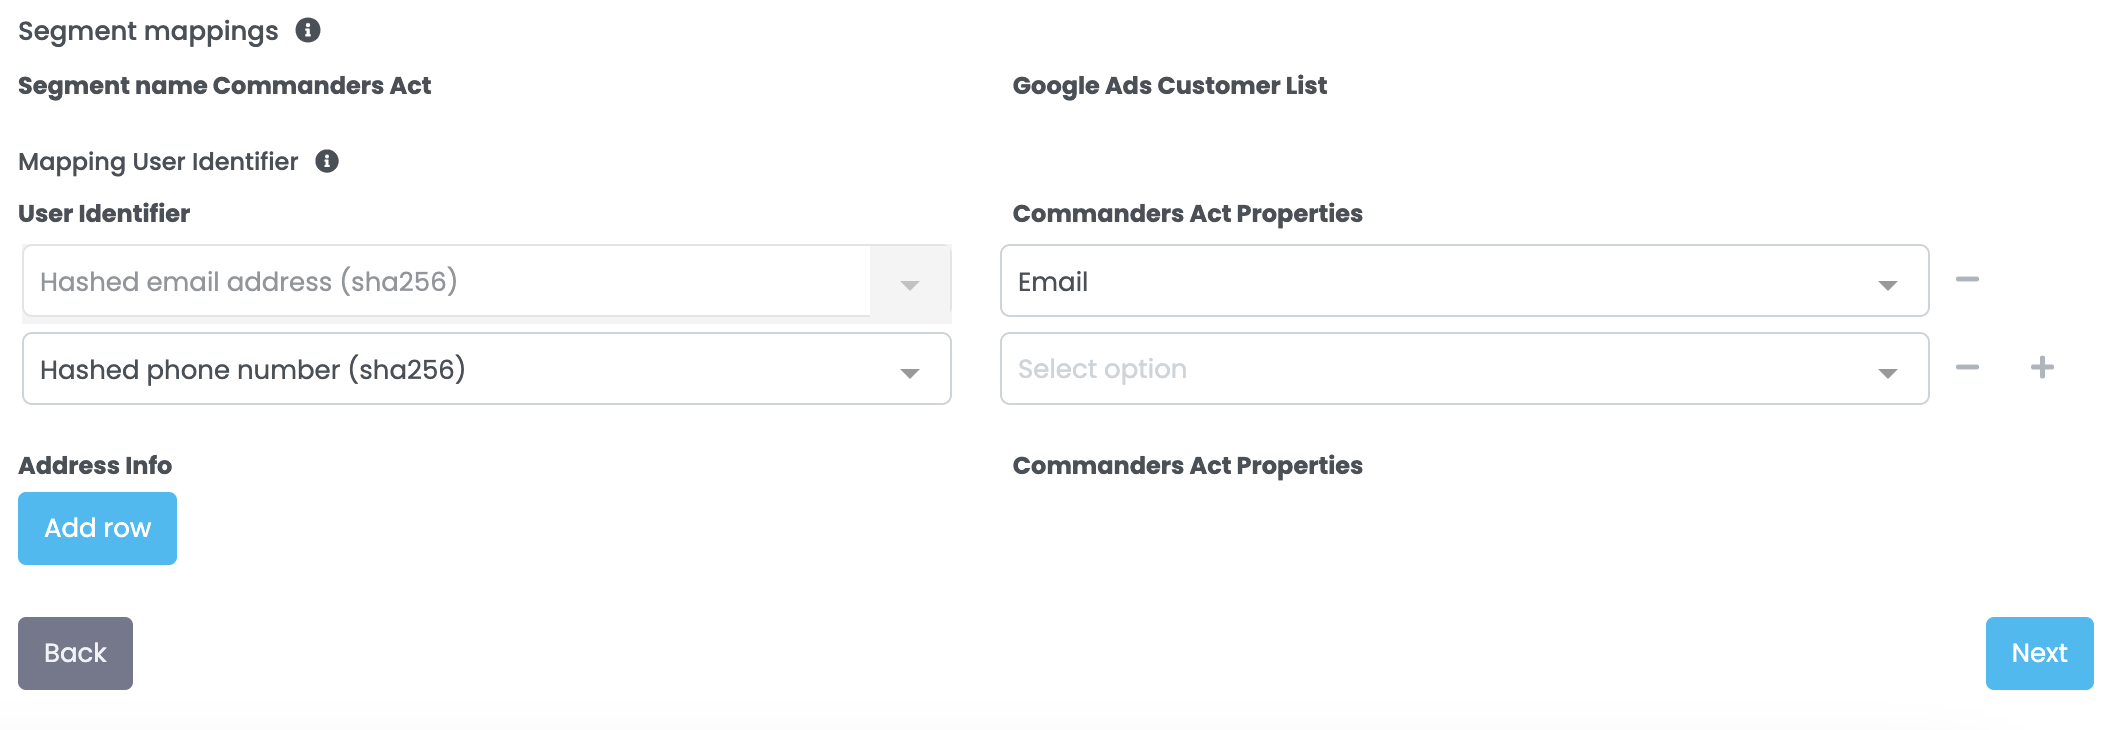 Segment mappings
Segment name Commanders Act Google Ads Customer List
Mapping User Identifier
User Identifier Commanders Act Properties
Hashed email address (sha256) Email
Hashed phone number (sha256) Select option
Address Info Commanders Act Properties
Add row
Back Next